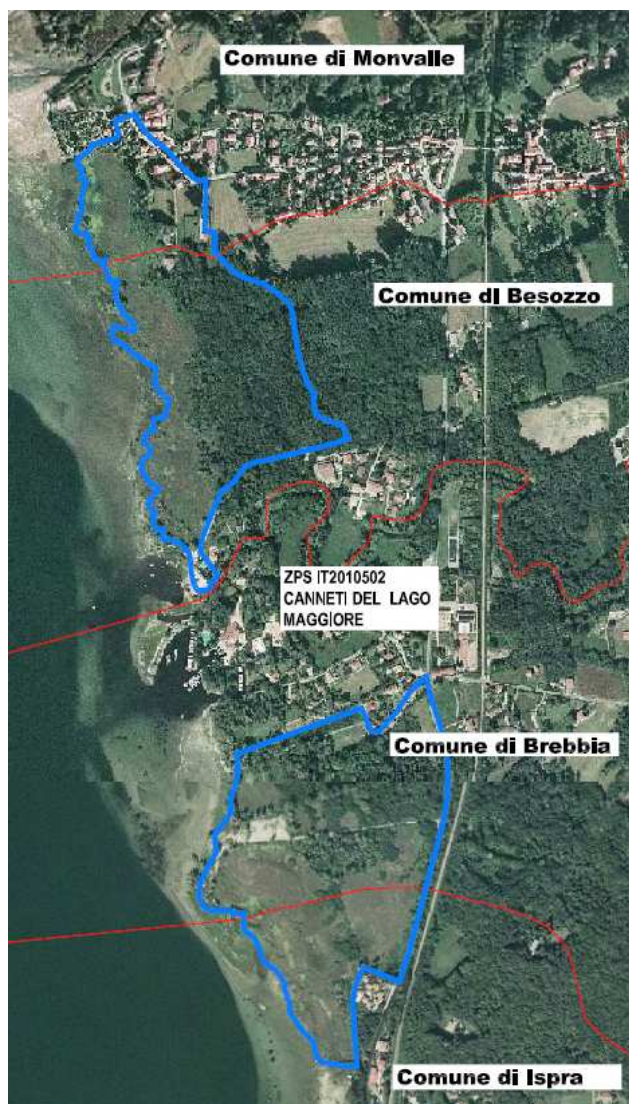 Comune di Monvalle
Comune di Besozzo
ZPS IT2010502
CANNETI DEL LAGO
MAGGIORE
Comune di Brebbia
Comune di Ispra